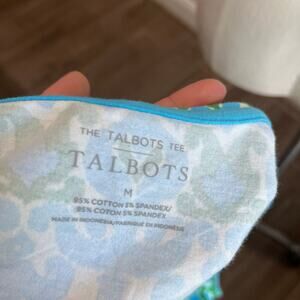 THE TALBOTS TEE
TALBOTS
M
95% COTTON 5% SPANDEX/
95% COTON 5% SPANDEX
MADE IN INDONESIA/FABRIQUÉ EN INDONÉSIE